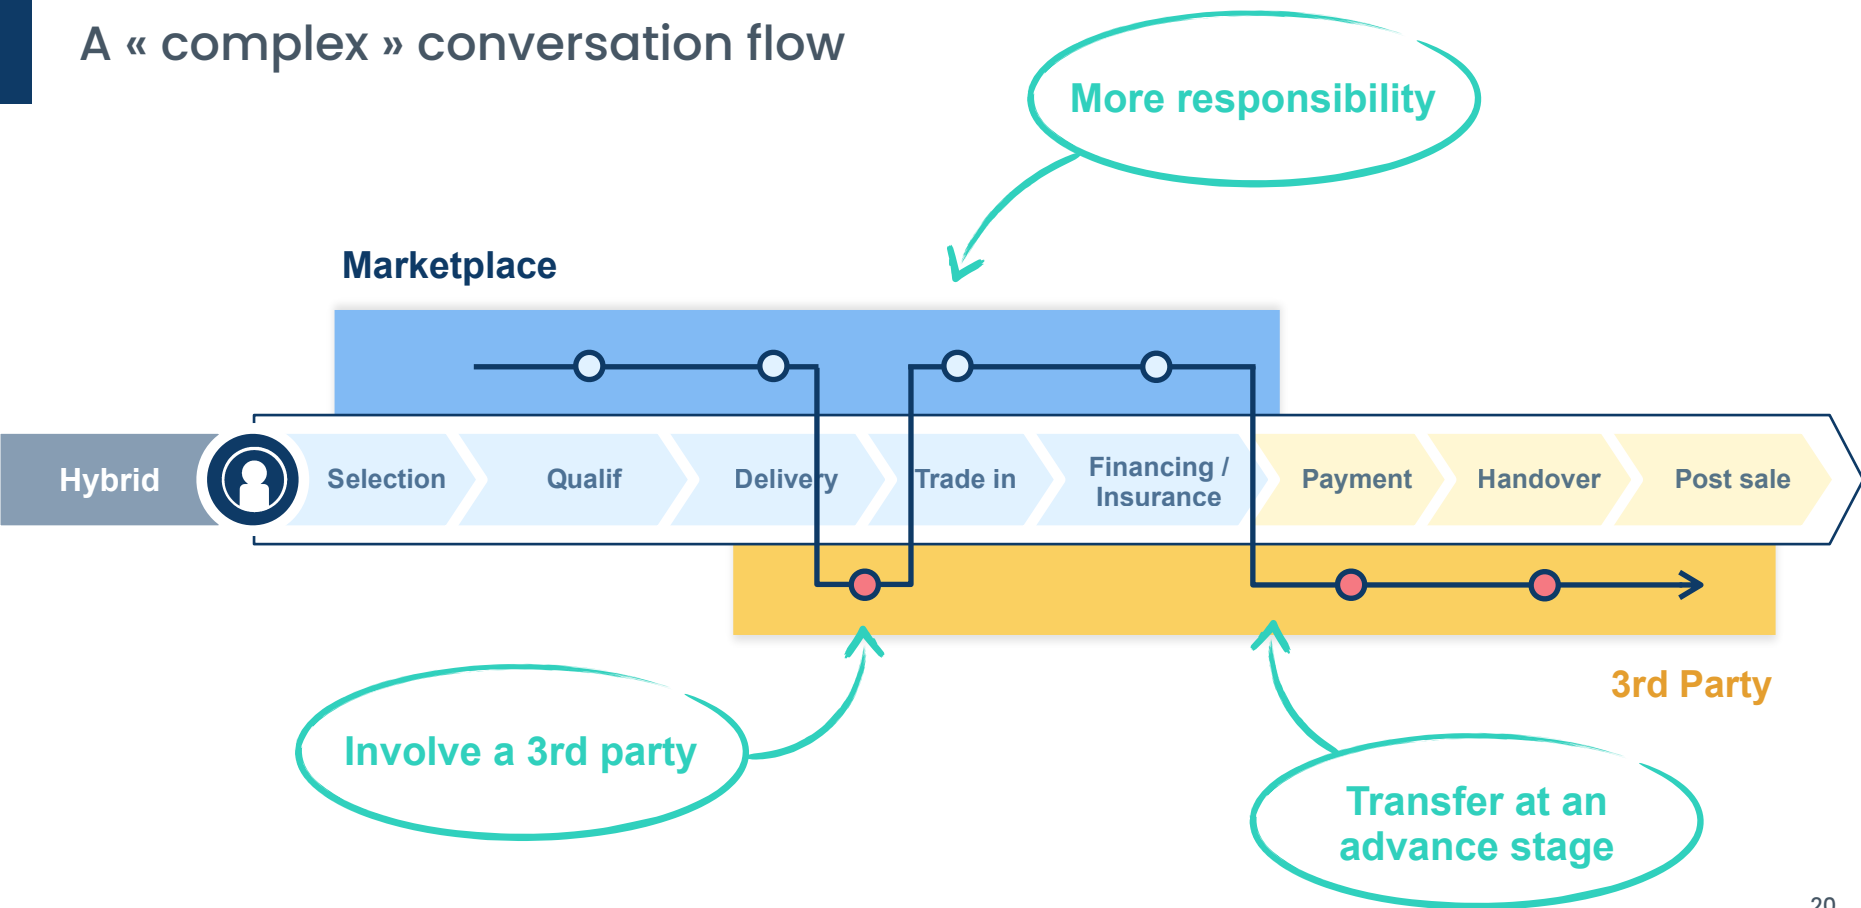 A « complex » conversation flow
More responsibility
Marketplace
Hybrid
Selection
Qualif
Delivery
Trade in
Financing /
Insurance
Payment
Handover
Post sale
3rd Party
Involve a 3rd party
Transfer at an
advance stage
20